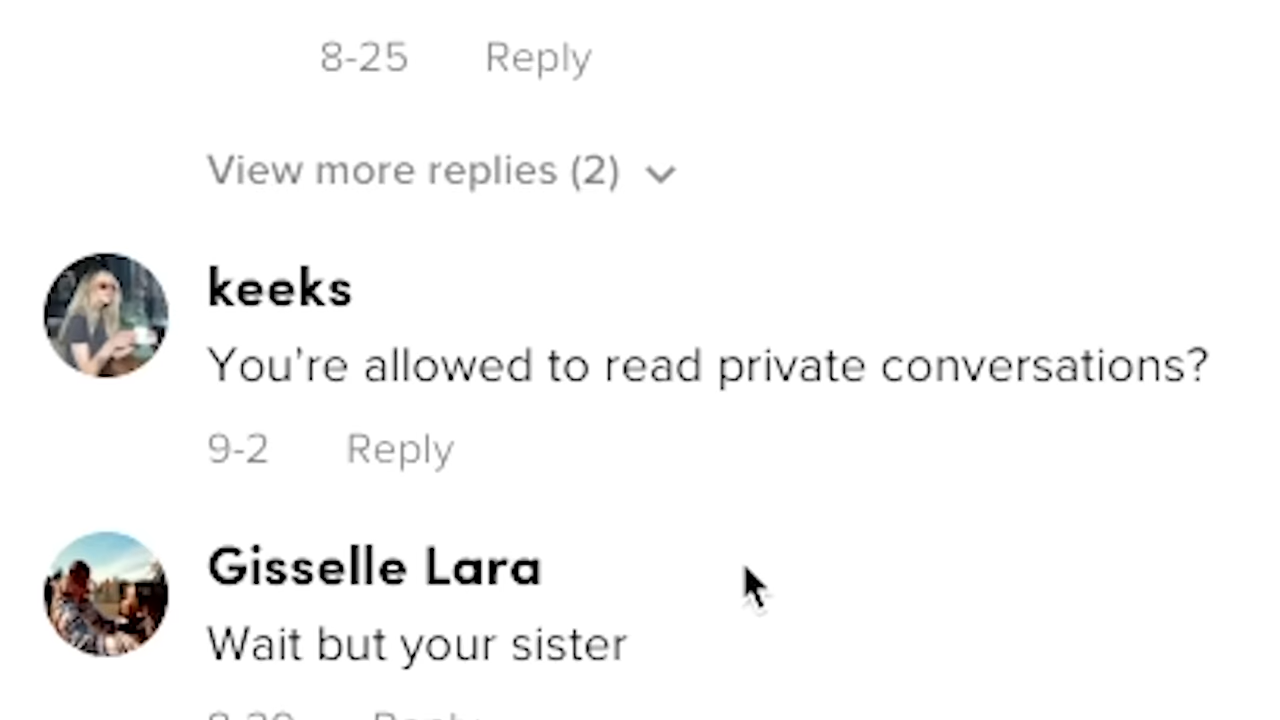 8-25 Reply
View more replies (2)
keeks
You're allowed to read private conversations?
9-2 Reply
Gisselle Lara
Wait but your sister
Reply